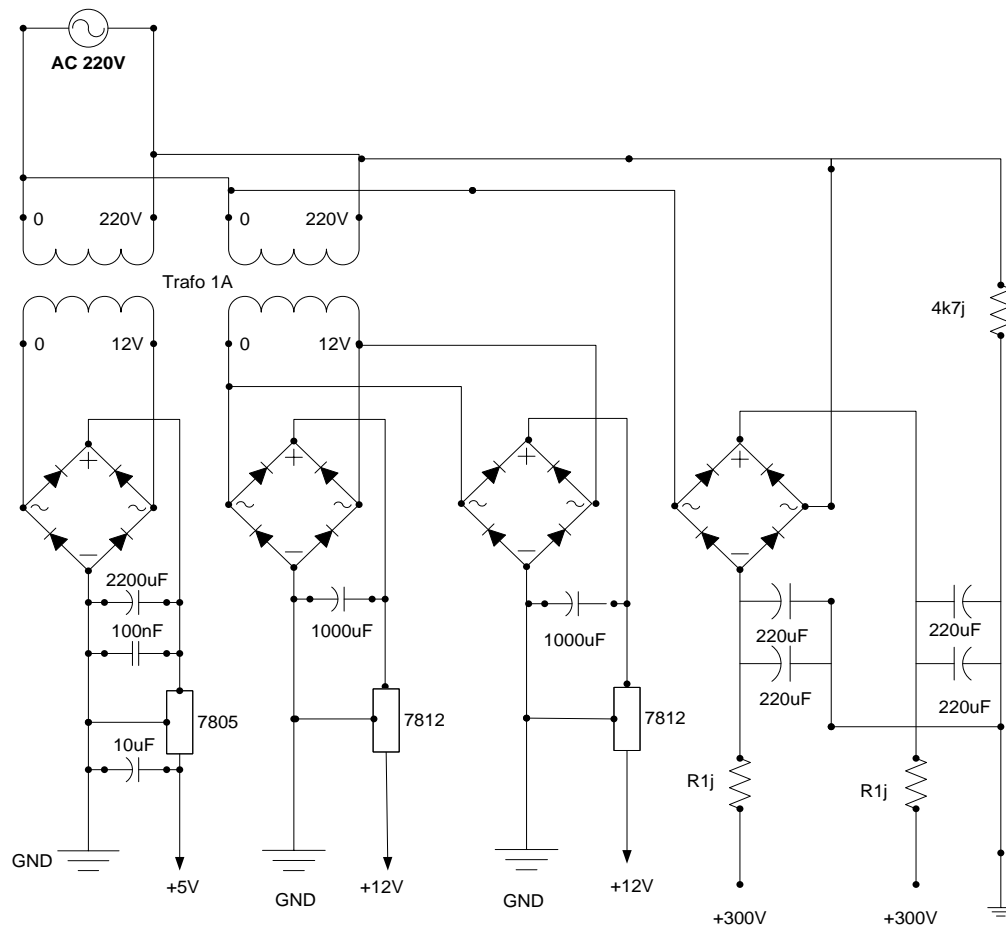 AC 220V
0
220V
0
220V
Trafo 1A
4k7j
0
12V
0
12V
2200uF
100nF
1000uF
1000uF
220uF
220uF
220uF
220uF
7805
7812
7812
10uF
R1j
R1j
GND
+5V
GND
+12V
GND
+12V
+300V
+300V